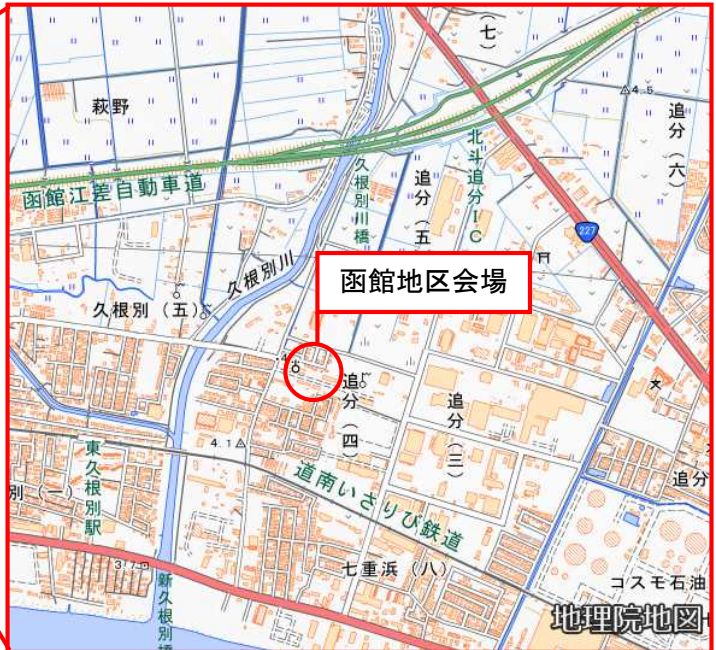 （七）
萩野
4.5
追分（六）
函館江差自動車道
久根別川橋
追分（五
北斗追分IC
227
久根別川
函館地区会場
久根別（五）
追分（四）
追分（三）
4.1
東久根別駅
別（一）
道南いさりび鉄道
追分
七重浜（八）
コスモ石油
新久根別橋
地理院地図